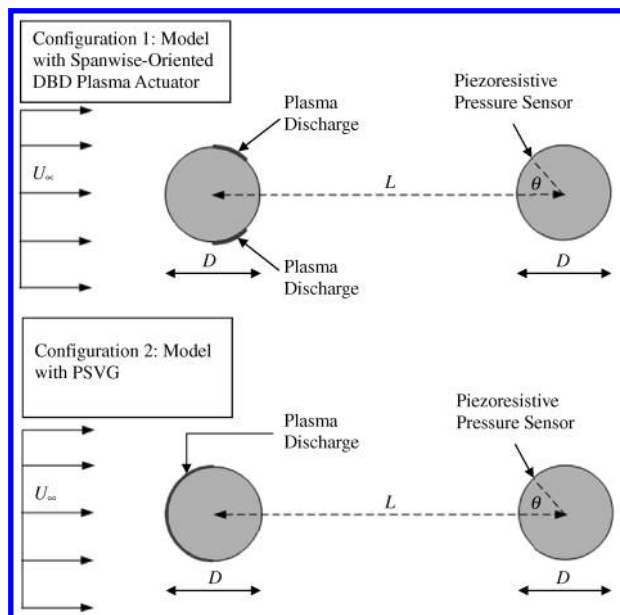 Configuration 1: Model
with Spanwise-Oriented
DBD Plasma Actuator
Plasma
Discharge
Piezoresistive
Pressure Sensor
U∞
L
θ
D
Plasma
Discharge
D
Configuration 2: Model
with PSVG
Plasma
Discharge
Piezoresistive
Pressure Sensor
U∞
L
θ
D
D